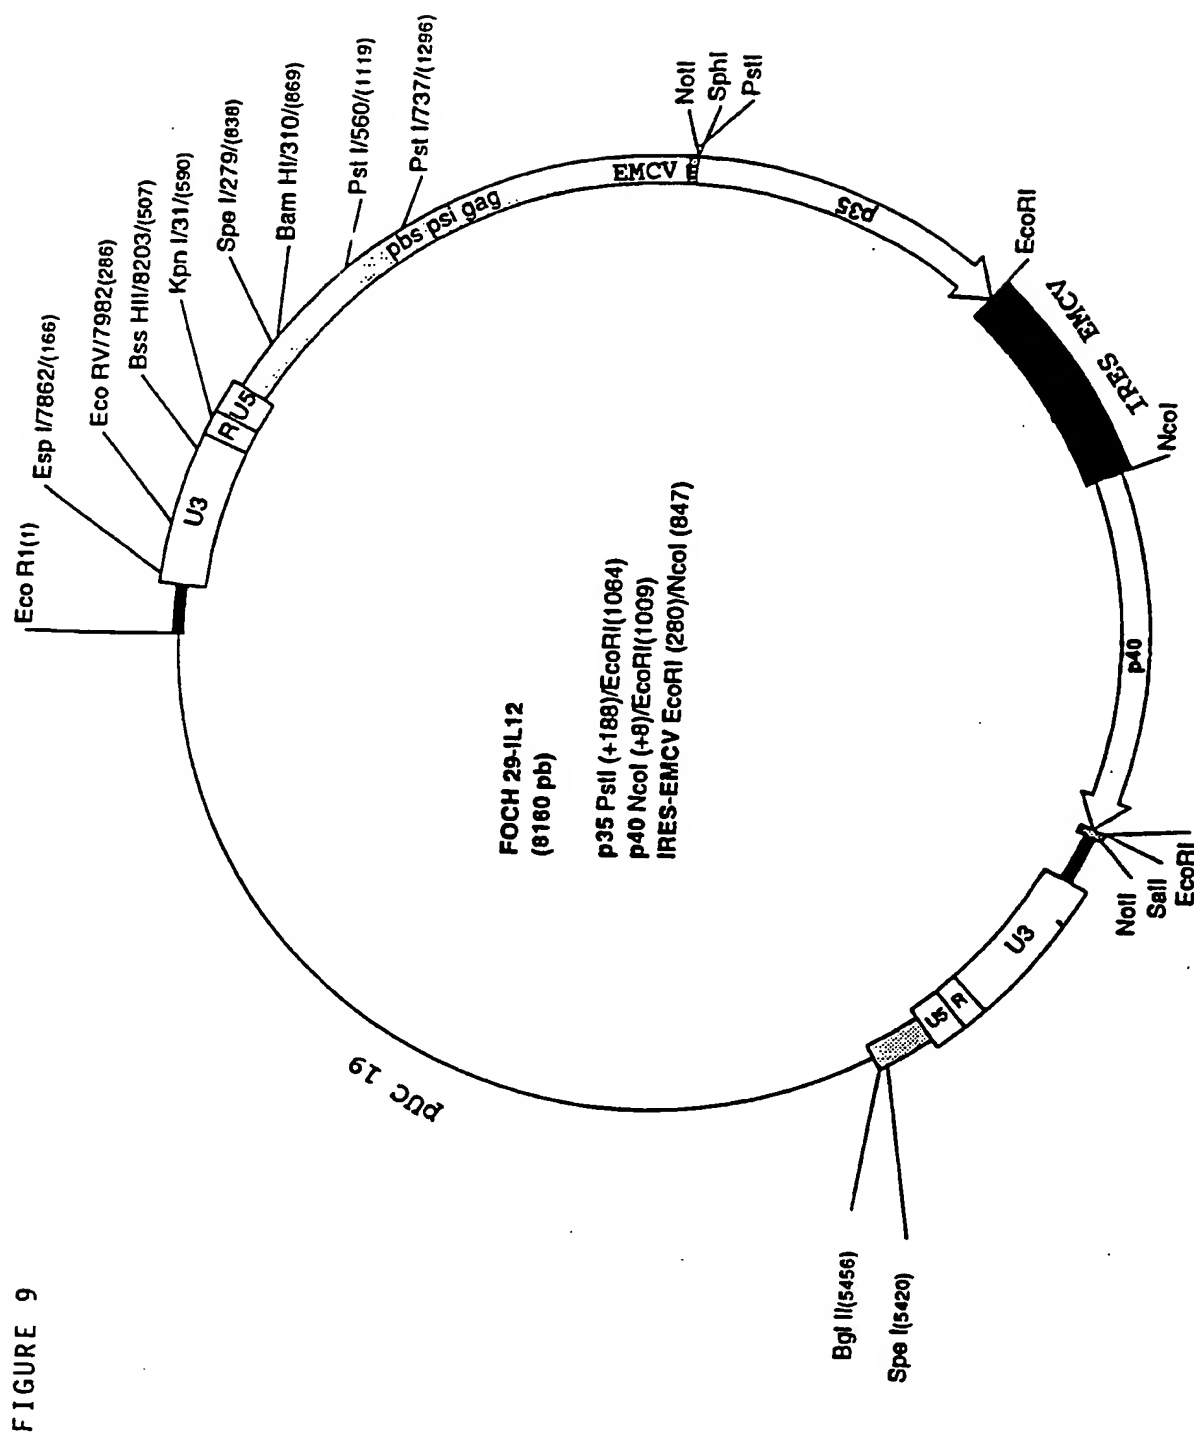 FIGURE 9
Eco R1(1)
Esp I/7862/(166)
Eco RV/7982(286)
Bss HII/8203/(507)
Kpn I/31/(590)
Spe I/279/(838)
Bam HI/310/(869)
Pst I/560/(1119)
Pst I/737/(1296)
U3
R
U5
pbs psi gag
EMCV
NotI
SphI
PstI
p35
EcoRI
IRES EMCV
NcoI
p40
NotI
SalI
EcoRI
U3
R
U5
Bgl II(5456)
Spe I(5420)
pUC 19
FOCH 29-IL12
(8160 pb)
p35 PstI (+188)/EcoRI(1064)
p40 NcoI (+8)/EcoRI(1009)
IRES-EMCV EcoRI (280)/NcoI (847)